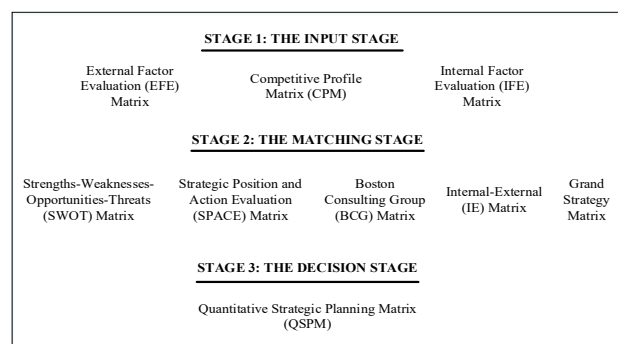 STAGE 1: THE INPUT STAGE
External Factor
Evaluation (EFE)
Matrix
Competitive Profile
Matrix (CPM)
Internal Factor
Evaluation (IFE)
Matrix
STAGE 2: THE MATCHING STAGE
Strengths-Weaknesses-
Opportunities-Threats
(SWOT) Matrix
Strategic Position and
Action Evaluation
(SPACE) Matrix
Boston
Consulting Group
(BCG) Matrix
Internal-External
(IE) Matrix
Grand
Strategy
Matrix
STAGE 3: THE DECISION STAGE
Quantitative Strategic Planning Matrix
(QSPM)